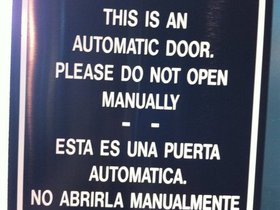 THIS IS AN
AUTOMATIC DOOR.
PLEASE DO NOT OPEN
MANUALLY
- -
ESTA ES UNA PUERTA
AUTOMATICA.
NO ABRIRLA MANUALMENTE